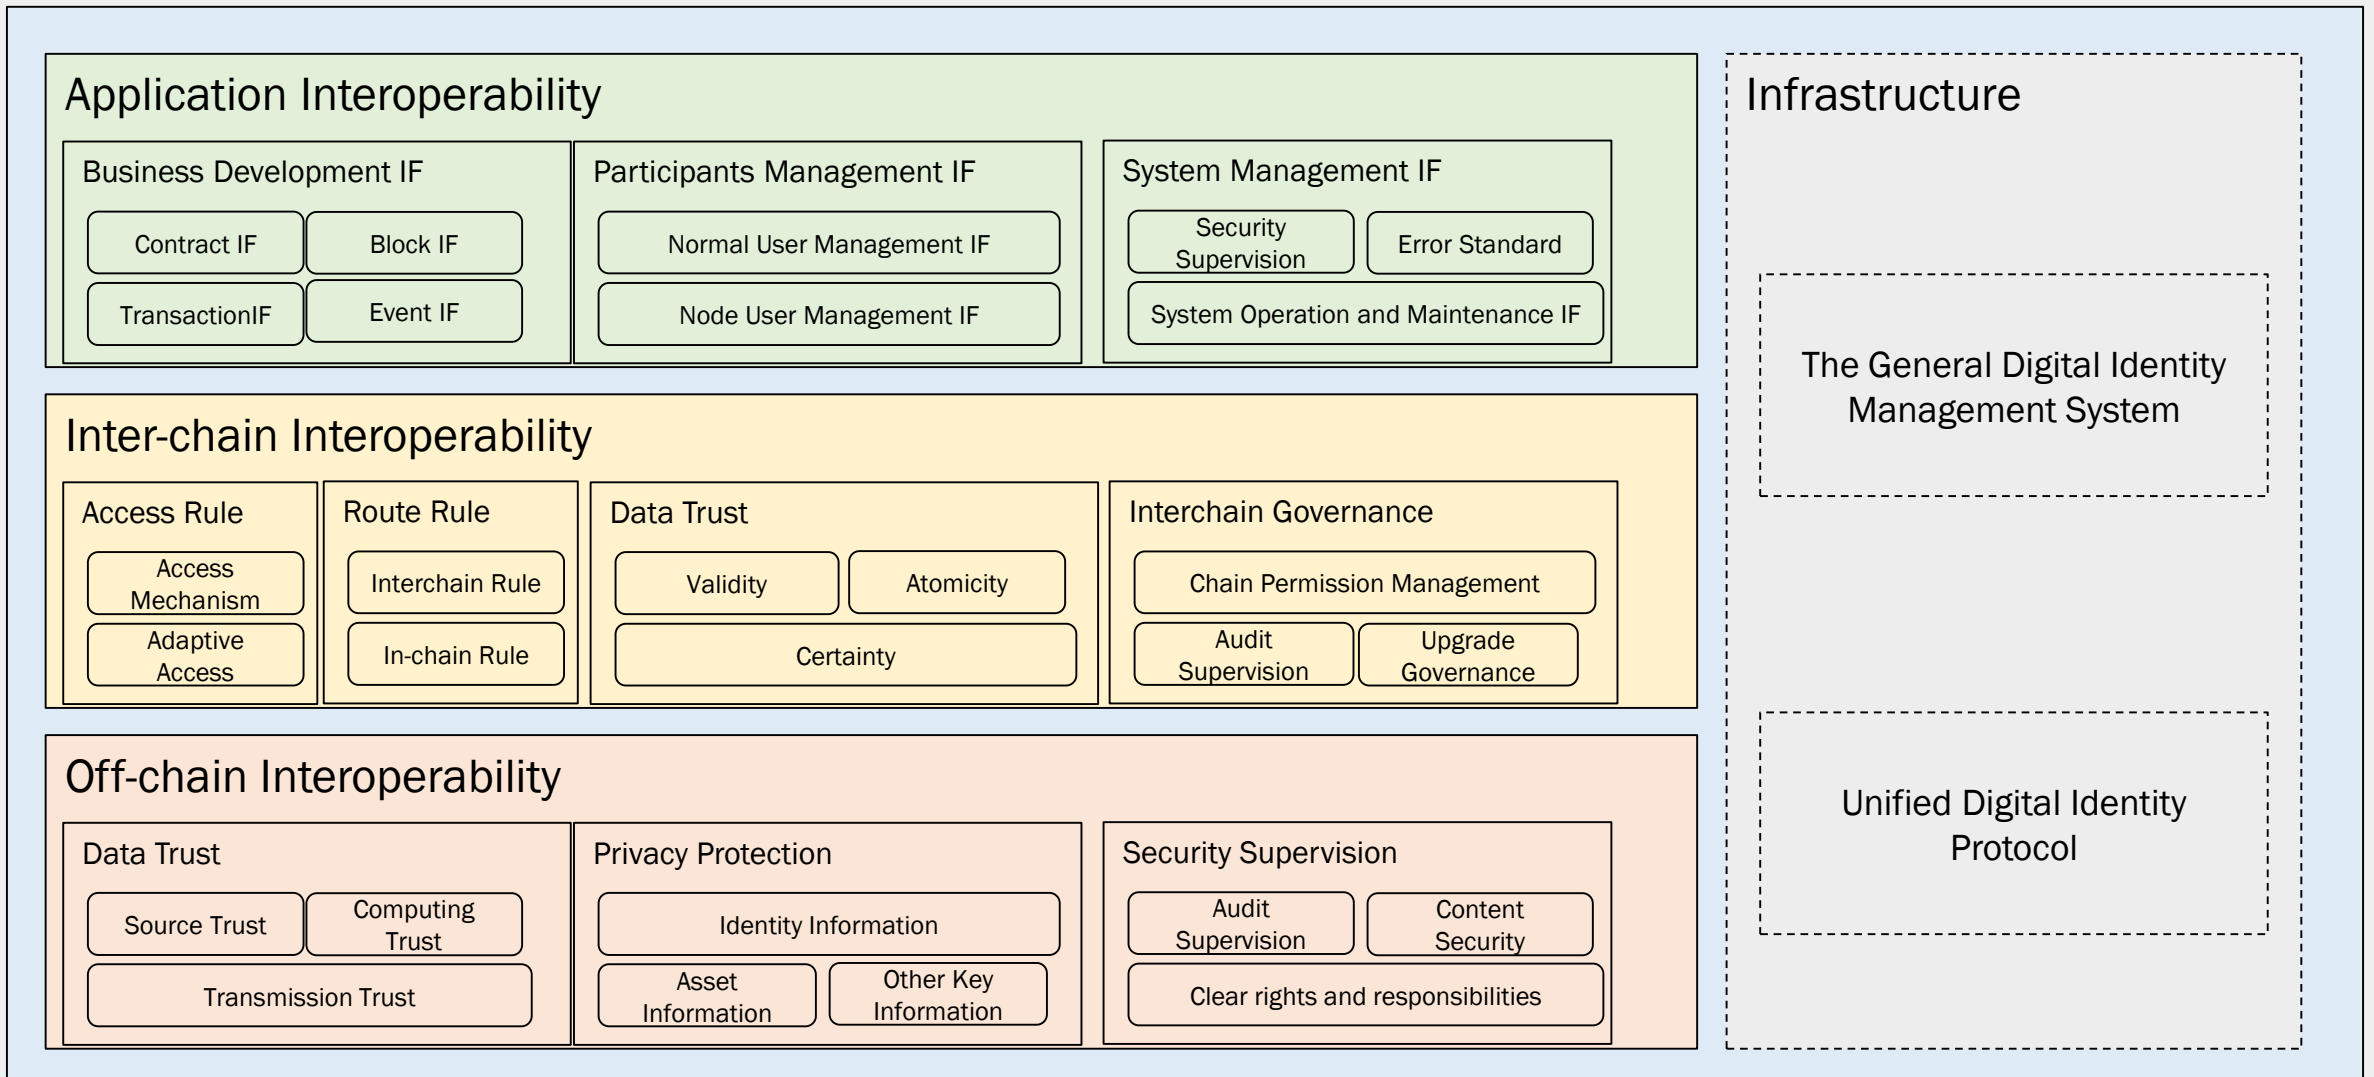 Application Interoperability
Business Development IF
Contract IF
Block IF
TransactionIF
Event IF
Participants Management IF
Normal User Management IF
Node User Management IF
System Management IF
Security
Supervision
Error Standard
System Operation and Maintenance IF
Inter-chain Interoperability
Access Rule
Access
Mechanism
Adaptive
Access
Route Rule
Interchain Rule
In-chain Rule
Data Trust
Validity
Atomicity
Certainty
Interchain Governance
Chain Permission Management
Audit
Supervision
Upgrade
Governance
Off-chain Interoperability
Data Trust
Source Trust
Computing
Trust
Transmission Trust
Privacy Protection
Identity Information
Asset
Information
Other Key
Information
Security Supervision
Audit
Supervision
Content
Security
Clear rights and responsibilities
Infrastructure
The General Digital Identity
Management System
Unified Digital Identity
Protocol